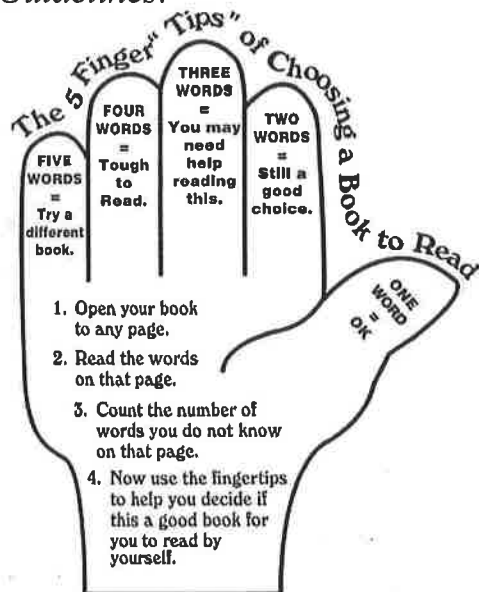 Guidelines:
The 5 Finger "Tips" of Choosing a Book to Read
FIVE
WORDS
=
Try a
different
book.
FOUR
WORDS
=
Tough
to
Read.
THREE
WORDS
=
You may
need
help
reading
this.
TWO
WORDS
=
Still a
good
choice.
ONE
WORD
=
OK
1. Open your book
to any page.
2. Read the words
on that page.
3. Count the number of
words you do not know
on that page.
4. Now use the fingertips
to help you decide if
this a good book for
you to read by
yourself.